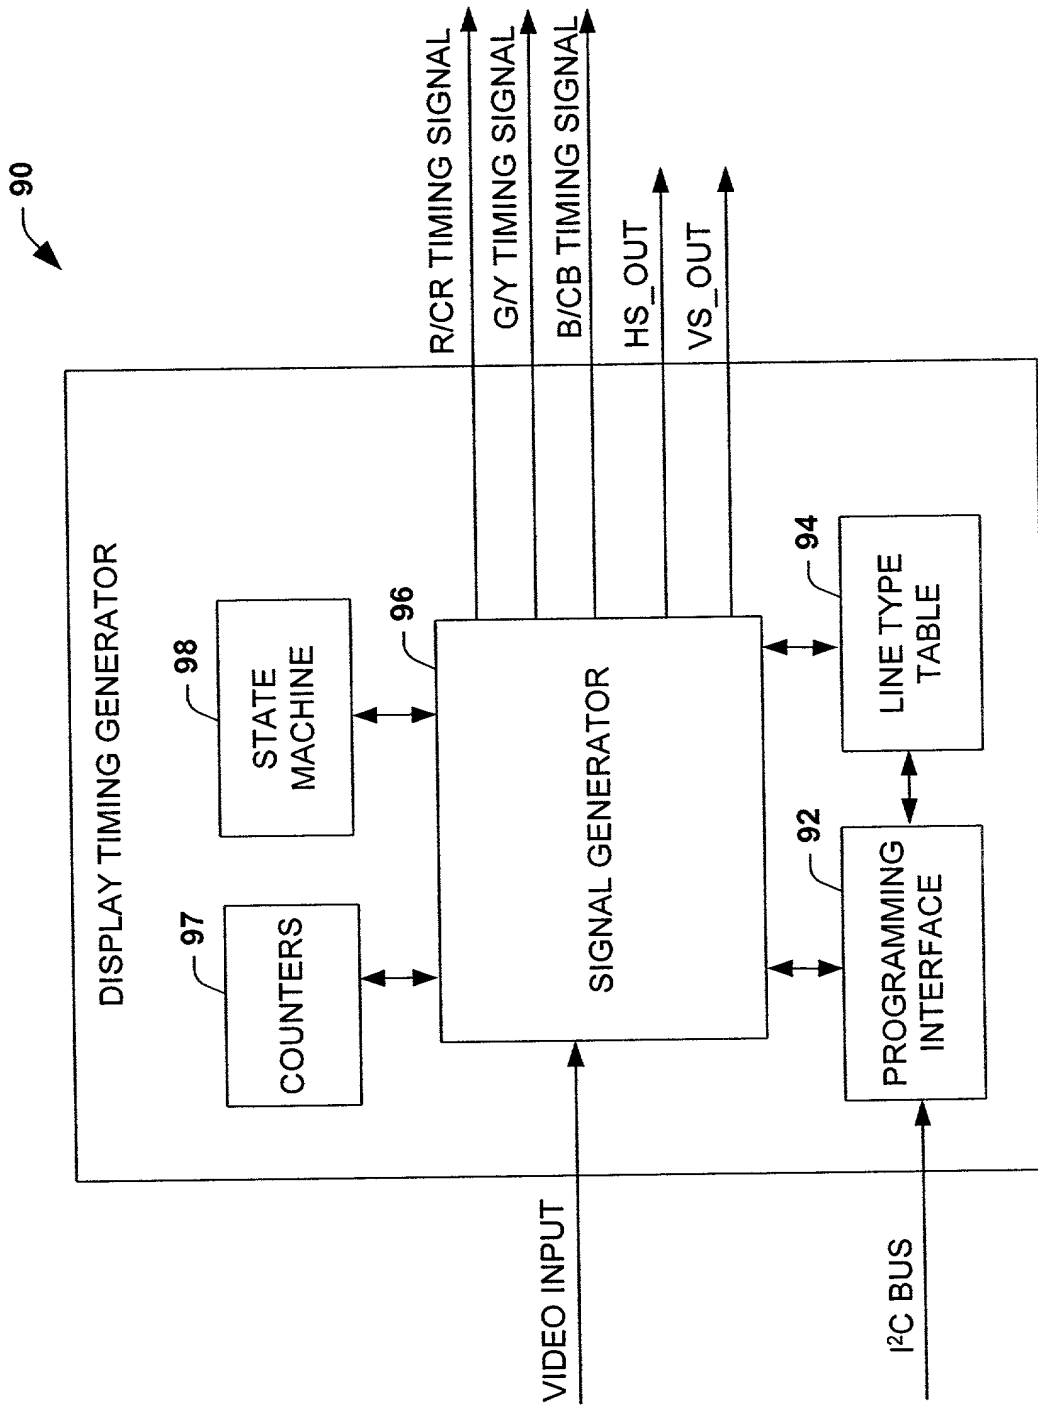 90
DISPLAY TIMING GENERATOR
97
COUNTERS
98
STATE
MACHINE
96
SIGNAL GENERATOR
VIDEO INPUT
I²C BUS
92
PROGRAMMING
INTERFACE
94
LINE TYPE
TABLE
R/CR TIMING SIGNAL
G/Y TIMING SIGNAL
B/CB TIMING SIGNAL
HS_OUT
VS_OUT